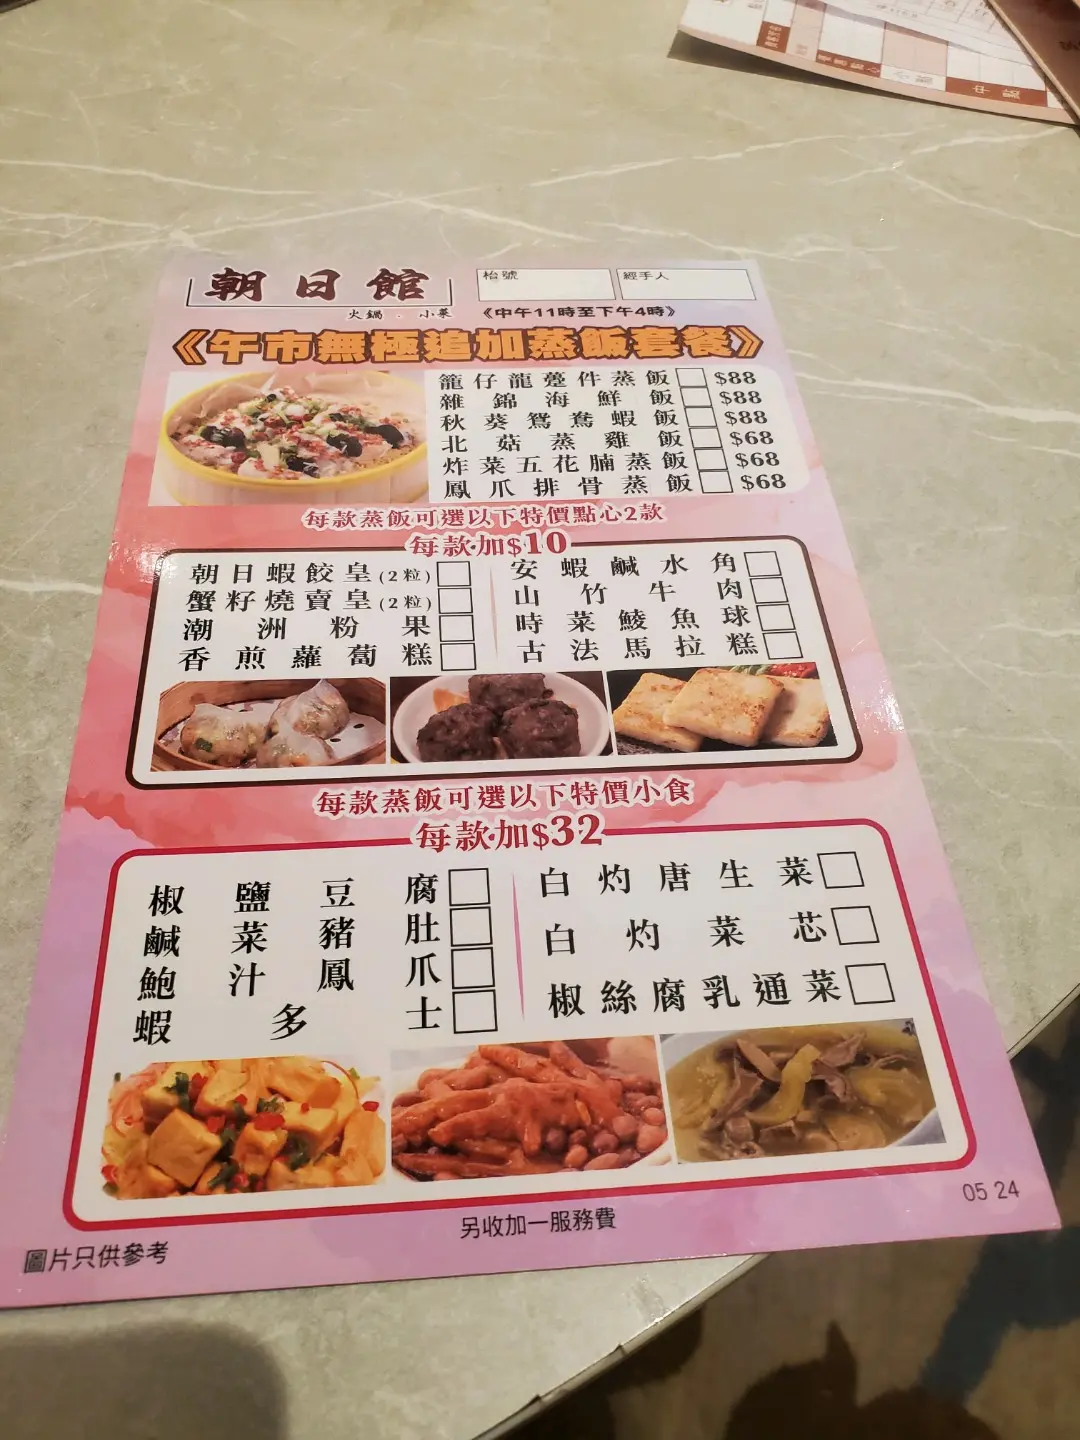 朝日館
火鍋．小菜
枱號
經手人
《中午11時至下午4時》
《午市無極追加蒸飯套餐》
籠仔龍躉件蒸飯 $88
雜錦海鮮飯 $88
秋葵鴛鴦蝦飯 $88
北菇蒸雞飯 $68
炸菜五花腩蒸飯 $68
鳳爪排骨蒸飯 $68
每款蒸飯可選以下特價點心2款
每款加$10
朝日蝦餃皇(2粒)
蟹籽燒賣皇(2粒)
潮洲粉果
香煎蘿蔔糕
安蝦鹹水角
山竹牛肉
時菜鯪魚球
古法馬拉糕
每款蒸飯可選以下特價小食
每款加$32
椒鹽豆腐
鹹菜豬肚
鮑汁鳳爪
蝦多士
白灼唐生菜
白灼菜芯
椒絲腐乳通菜
圖片只供參考
另收加一服務費
05 24
中點
小點